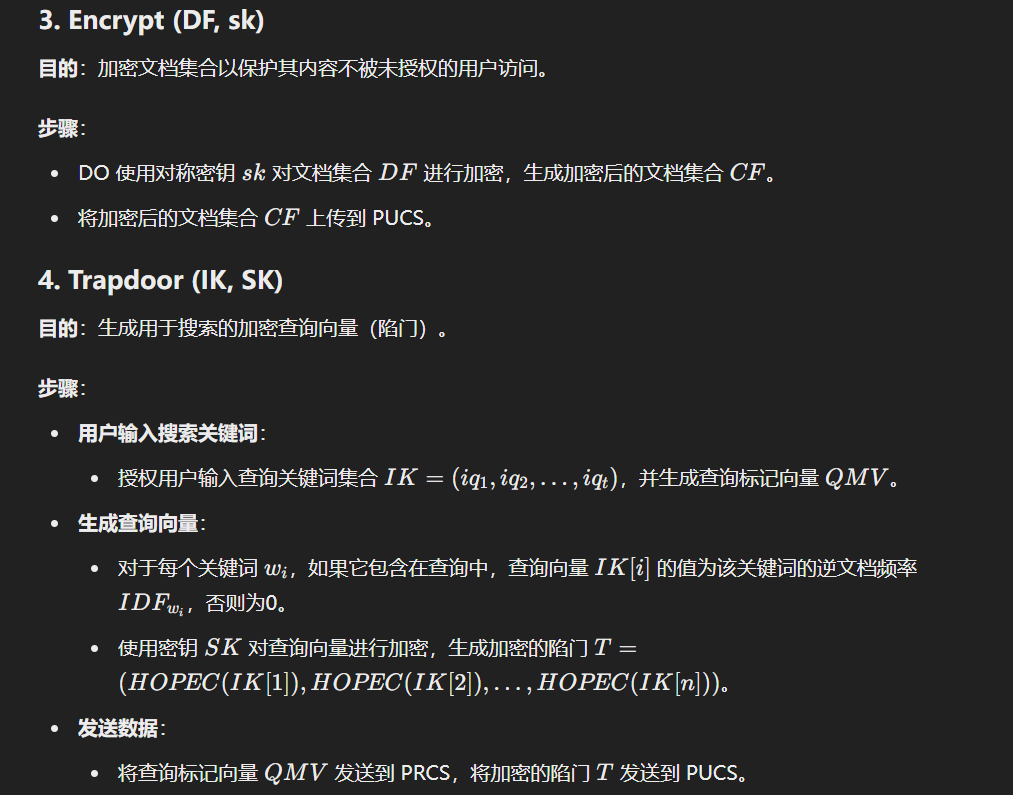 3. Encrypt (DF, sk)
目的：加密文档集合以保护其内容不被未授权的用户访问。
步骤：
• DO 使用对称密钥 sk 对文档集合 DF 进行加密，生成加密后的文档集合 CF。
• 将加密后的文档集合 CF 上传到 PUCS。
4. Trapdoor (IK, SK)
目的：生成用于搜索的加密查询向量（陷门）。
步骤：
• 用户输入搜索关键词：
• 授权用户输入查询关键词集合 IK = (iq₁, iq₂, . . . , iqₜ)，并生成查询标记向量 QMV。
• 生成查询向量：
• 对于每个关键词 wᵢ，如果它包含在查询中，查询向量 IK[i] 的值为该关键词的逆文档频率
IDF_{wᵢ}，否则为0。
• 使用密钥 SK 对查询向量进行加密，生成加密的陷门 T =
(HOPEC(IK[1]), HOPEC(IK[2]), . . . , HOPEC(IK[n]))。
• 发送数据：
• 将查询标记向量 QMV 发送到 PRCS，将加密的陷门 T 发送到 PUCS。